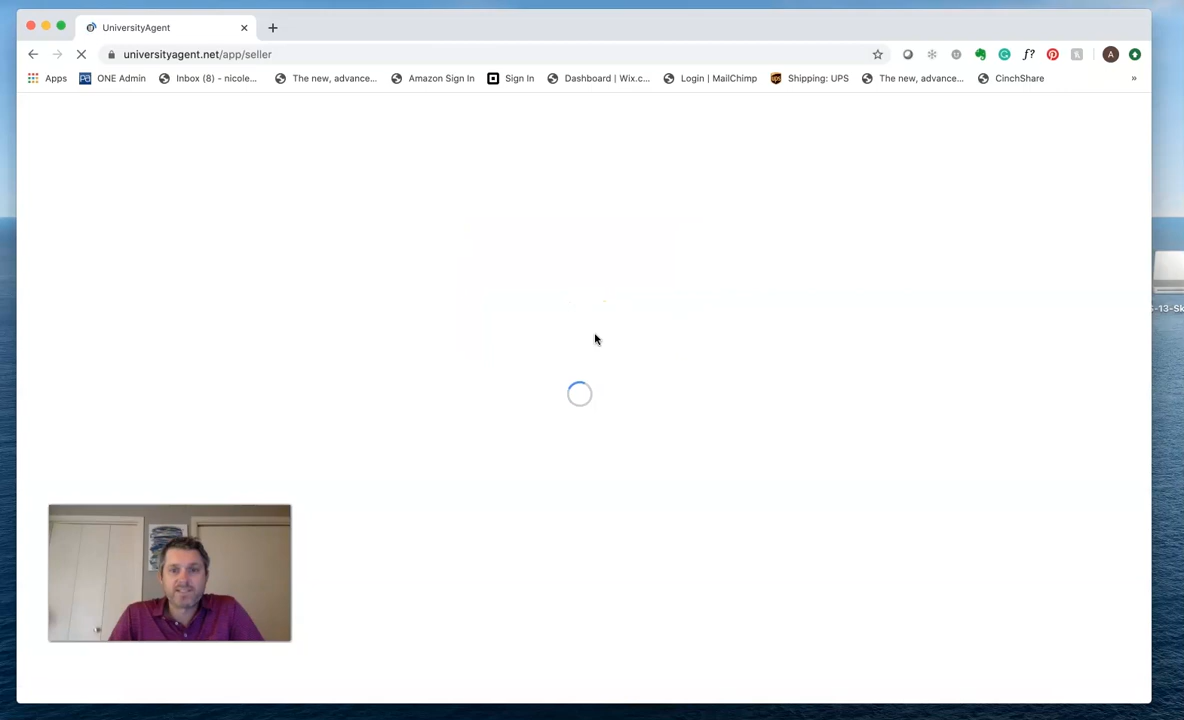 UniversityAgent
universityagent.net/app/seller
f?
A
Apps
ONE Admin
Inbox (8) - nicole...
The new, advance...
Amazon Sign In
Sign In
Dashboard | Wix.c...
Login | MailChimp
Shipping: UPS
The new, advance...
CinchShare
»